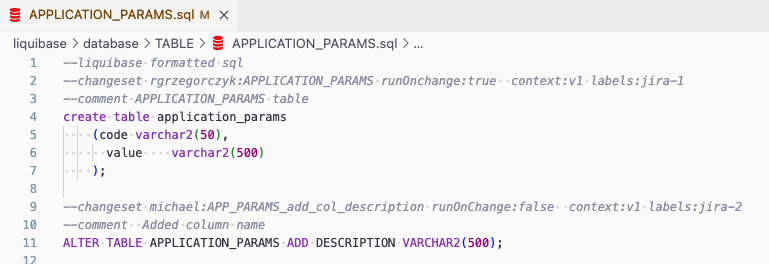 APPLICATION_PARAMS.sql M ×
liquibase > database > TABLE > APPLICATION_PARAMS.sql > ...
1 --liquibase formatted sql
2 --changeset rgrzegorczyk:APPLICATION_PARAMS runOnchange:true  context:v1 labels:jira-1
3 --comment APPLICATION_PARAMS table
4 create table application_params
5     (code varchar2(50),
6       value    varchar2(500)
7     );
8
9 --changeset michael:APP_PARAMS_add_col_description runOnChange:false  context:v1 labels:jira-2
10 --comment  Added column name
11 ALTER TABLE APPLICATION_PARAMS ADD DESCRIPTION VARCHAR2(500);
12